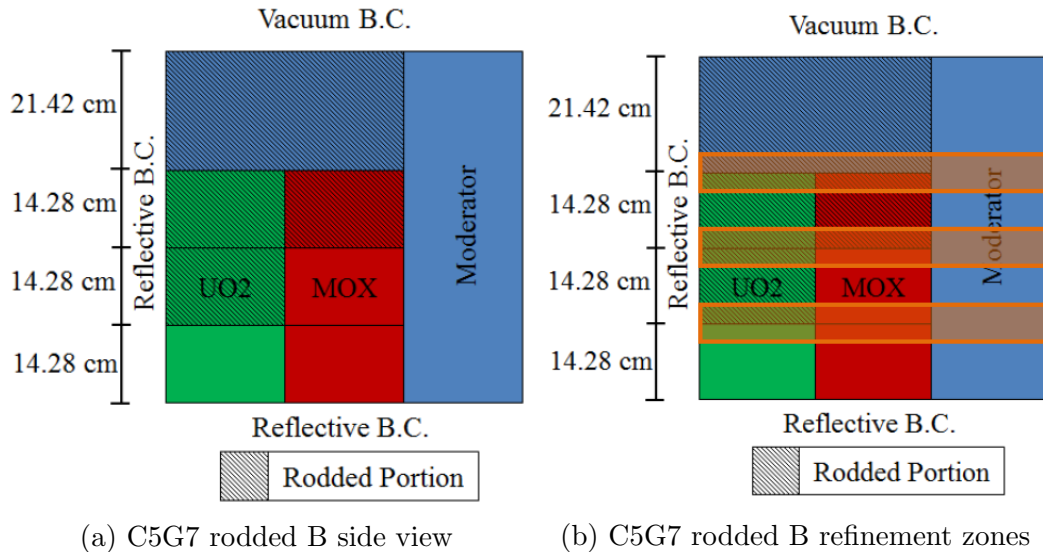 Vacuum B.C.
21.42 cm
14.28 cm
14.28 cm
14.28 cm
Reflective B.C.
UO2
MOX
Moderator
Reflective B.C.
Rodded Portion
(a) C5G7 rodded B side view
Vacuum B.C.
21.42 cm
14.28 cm
14.28 cm
14.28 cm
Reflective B.C.
UO2
MOX
Moderator
Reflective B.C.
Rodded Portion
(b) C5G7 rodded B refinement zones